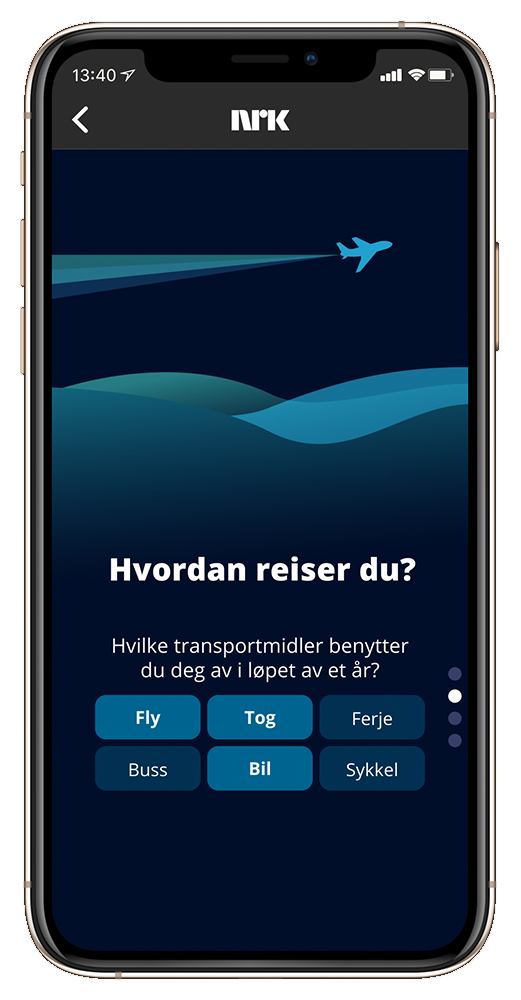 13:40
NRK
Hvordan reiser du?
Hvilke transportmidler benytter
du deg av i løpet av et år?
Fly
Tog
Ferje
Buss
Bil
Sykkel